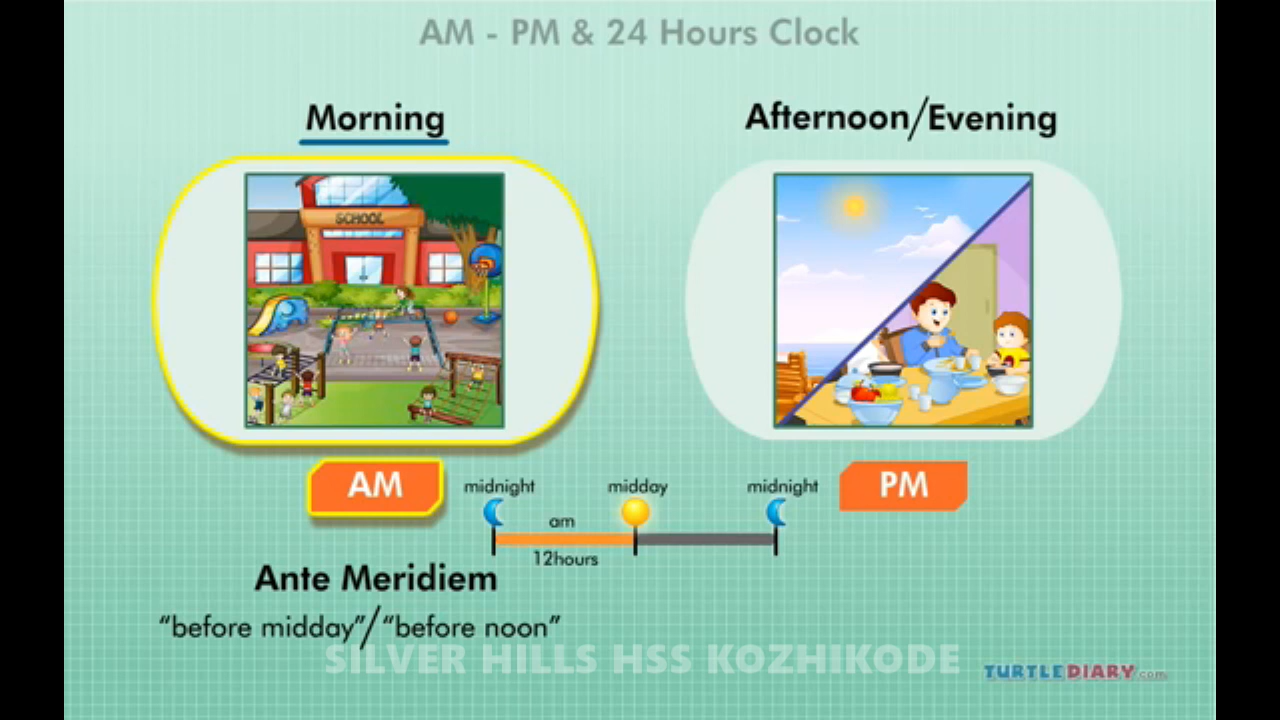 AM - PM & 24 Hours Clock
Morning
Afternoon/Evening
SCHOOL
AM
PM
midnight
midday
midnight
am
12hours
Ante Meridiem
“before midday”/“before noon”
SILVER HILLS HSS KOZHIKODE
TURTLEDIARY.com